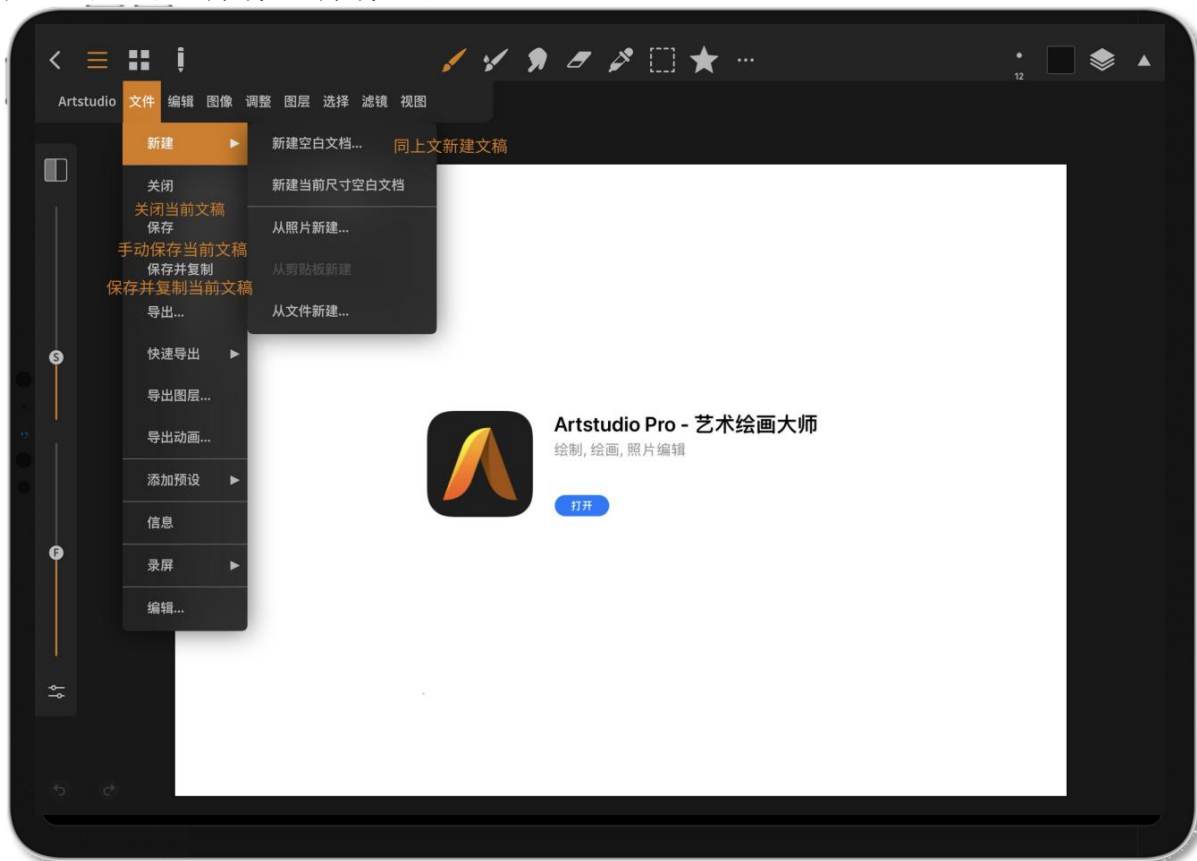 12
Artstudio 文件 编辑 图像 调整 图层 选择 滤镜 视图
新建
新建空白文档... 同上文新建文稿
关闭
新建当前尺寸空白文档
关闭当前文稿
保存
从照片新建...
手动保存当前文稿
保存并复制
从剪贴板新建
保存并复制当前文稿
导出...
从文件新建...
快速导出
S
导出图层...
Artstudio Pro - 艺术绘画大师
导出动画...
绘制, 绘画, 照片编辑
添加预设
打开
信息
F
录屏
编辑...